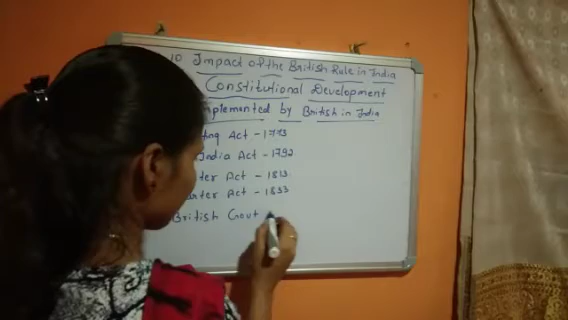 10 Impact of the British Rule in India
Constitutional Development
Implemented by British in India
ting Act - 1773
India Act - 1792
ter Act - 1813
arter Act - 1833
British Govt